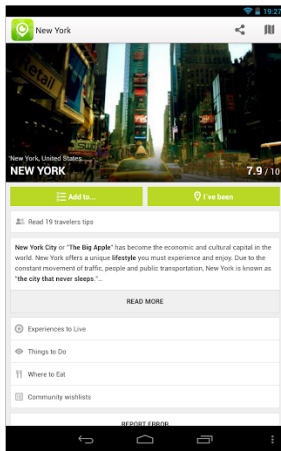 19:27
New York
Retail
New York, United States
NEW YORK
7.9 / 10
Add to...
I've been
Read 19 travelers tips
New York City or "The Big Apple" has become the economic and cultural capital in the
world. New York offers a unique lifestyle you must experience and enjoy. Due to the
constant movement of traffic, people and public transportation, New York is known as
"the city that never sleeps."...
READ MORE
Experiences to Live
Things to Do
Where to Eat
Community wishlists
REPORT ERROR